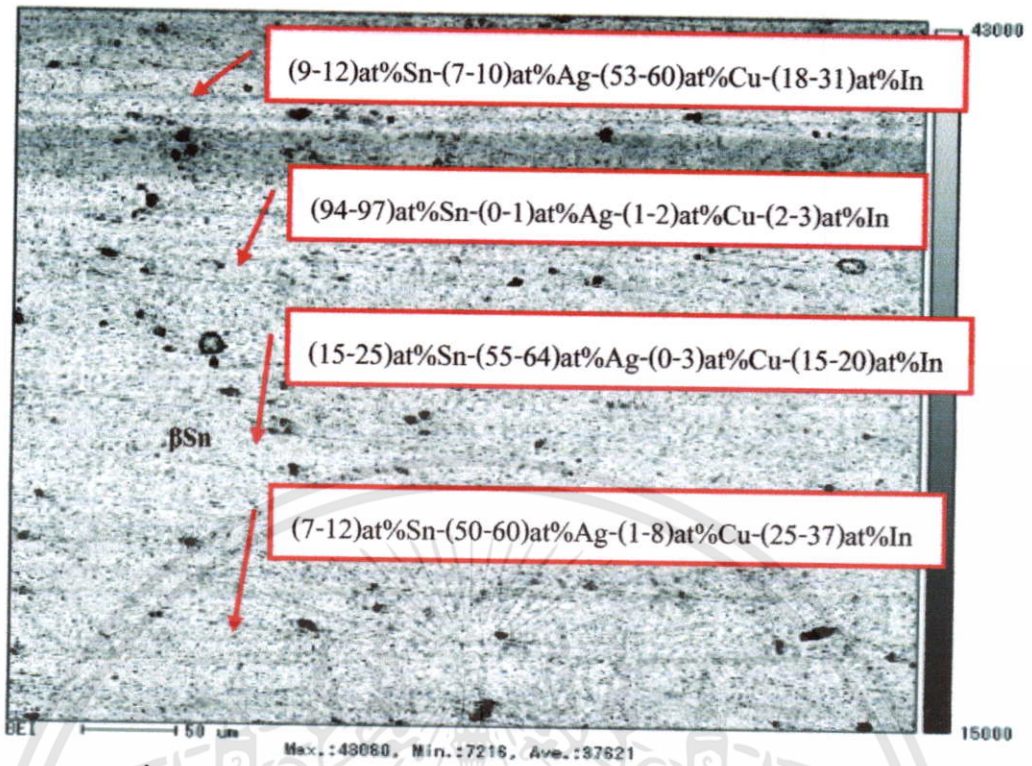 43000
(9-12)at%Sn-(7-10)at%Ag-(53-60)at%Cu-(18-31)at%In
(94-97)at%Sn-(0-1)at%Ag-(1-2)at%Cu-(2-3)at%In
(15-25)at%Sn-(55-64)at%Ag-(0-3)at%Cu-(15-20)at%In
βSn
(7-12)at%Sn-(50-60)at%Ag-(1-8)at%Cu-(25-37)at%In
BEI 50 um 15000
Max.:48080, Min.:7216, Ave.:37621